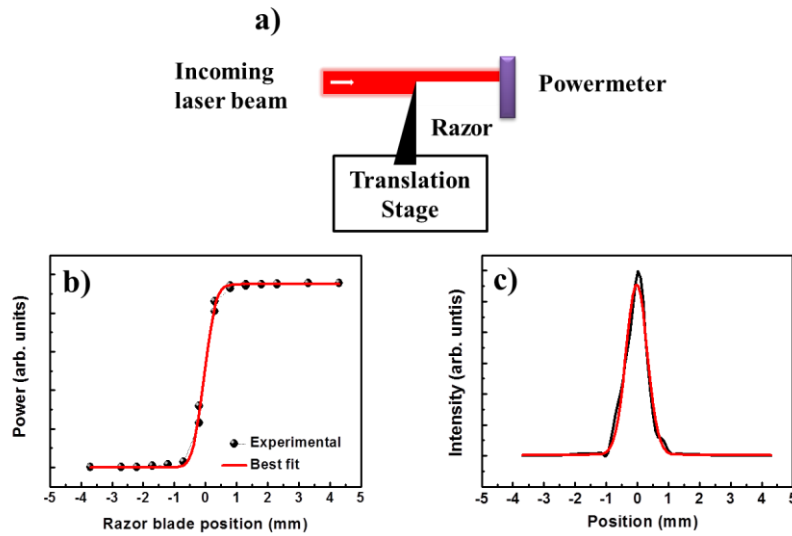 a)
Incoming
laser beam
Powermeter
Razor
Translation
Stage
b)
Power (arb. units)
Experimental
Best fit
-5 -4 -3 -2 -1 0 1 2 3 4 5
Razor blade position (mm)
c)
Intensity (arb. untis)
-5 -4 -3 -2 -1 0 1 2 3 4 5
Position (mm)